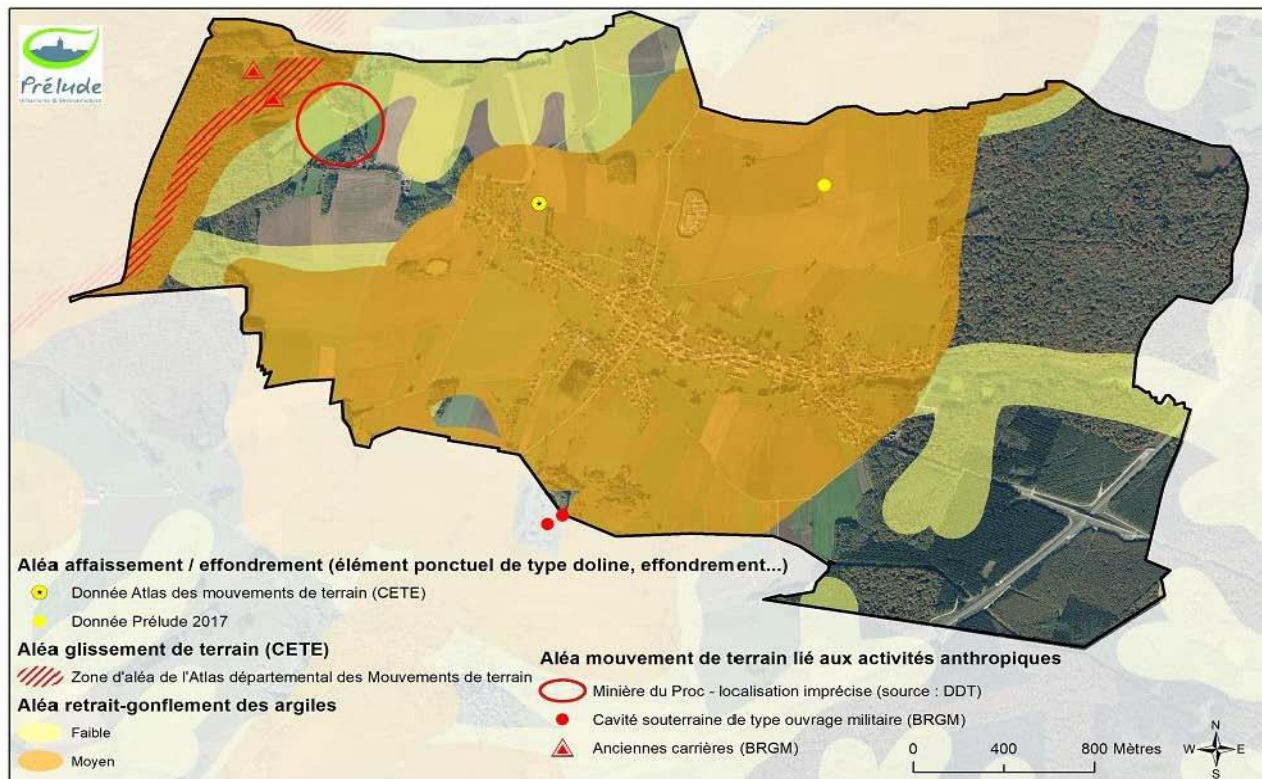 Prélude
Aléa affaissement / effondrement (élément ponctuel de type doline, effondrement...)
Donnée Atlas des mouvements de terrain (CETE)
Donnée Prélude 2017
Aléa glissement de terrain (CETE)
Zone d'aléa de l'Atlas départemental des Mouvements de terrain
Aléa retrait-gonflement des argiles
Faible
Moyen
Aléa mouvement de terrain lié aux activités anthropiques
Minière du Proc - localisation imprécise (source : DDT)
Cavité souterraine de type ouvrage militaire (BRGM)
Anciennes carrières (BRGM)
0 400 800 Mètres
N
W E
S